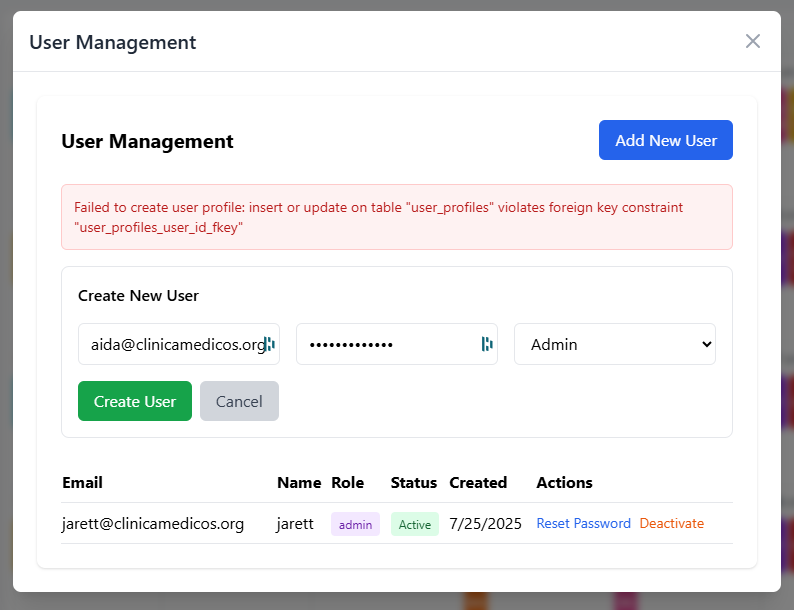 User Management
User Management
Add New User
Failed to create user profile: insert or update on table "user_profiles" violates foreign key constraint
"user_profiles_user_id_fkey"
Create New User
aida@clinicamedicos.org
•••••••••••••
Admin
Create User Cancel
Email Name Role Status Created Actions
jarett@clinicamedicos.org jarett admin Active 7/25/2025 Reset Password Deactivate